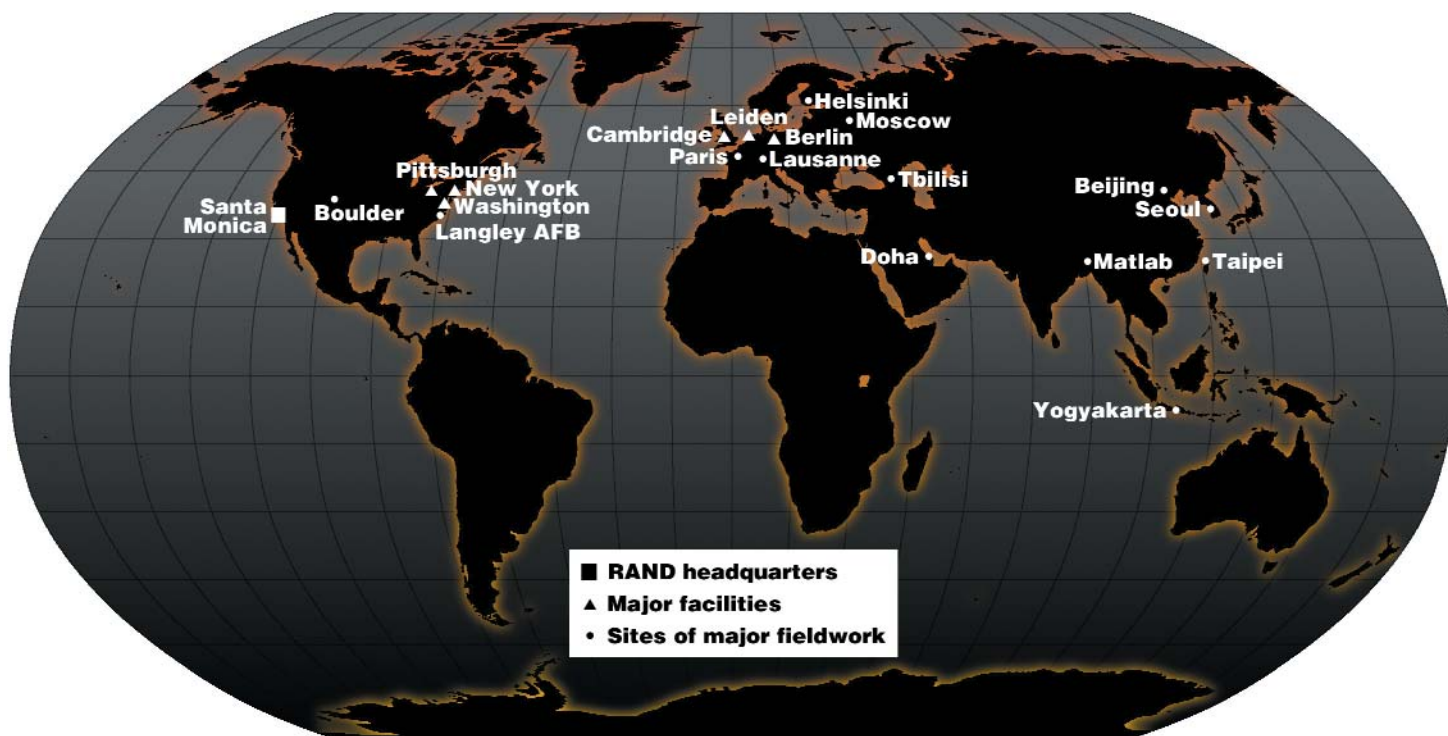 Helsinki
Leiden
Moscow
Cambridge
Berlin
Paris
Lausanne
Pittsburgh
Tbilisi
New York
Beijing
Santa
Monica
Boulder
Washington
Seoul
Langley AFB
Doha
Matlab
Taipei
Yogyakarta
RAND headquarters
Major facilities
Sites of major fieldwork